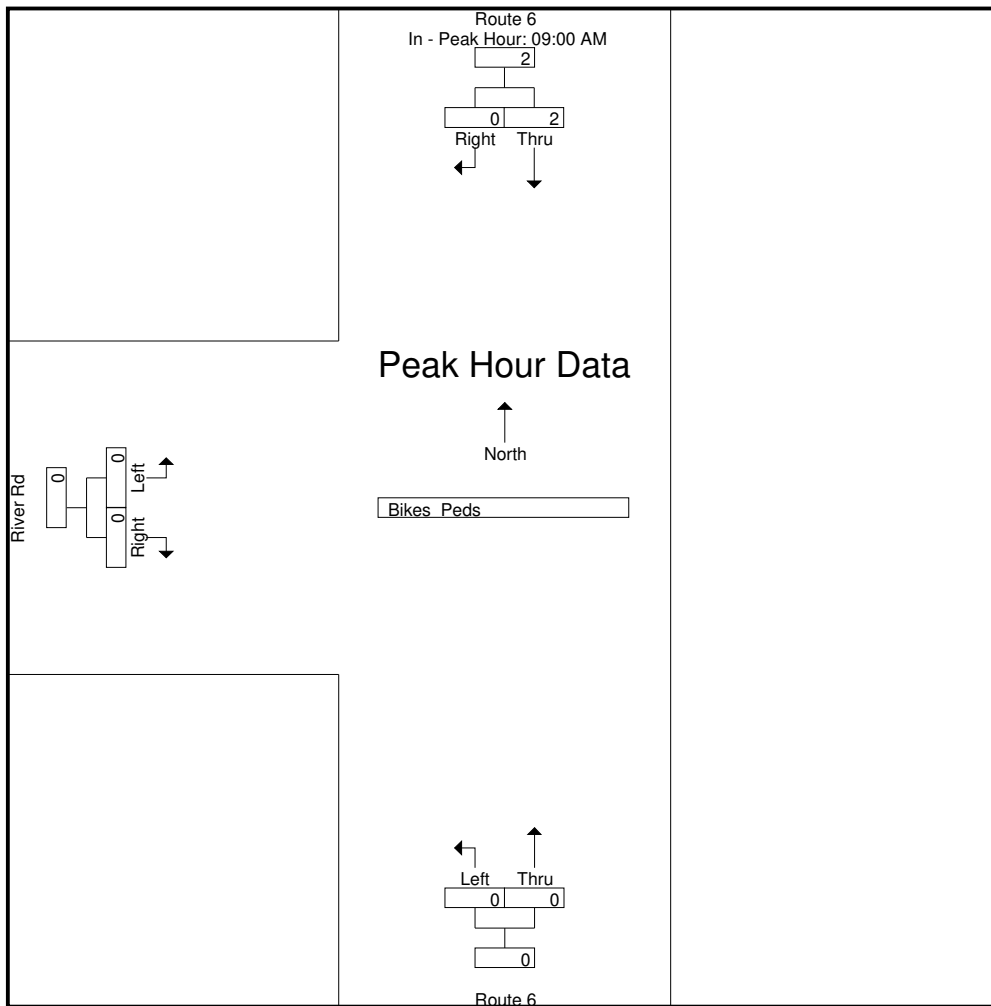 Route 6
In - Peak Hour: 09:00 AM
2
0 2
Right Thru
Peak Hour Data
North
River Rd
0
0 0
Left
Right
Bikes Peds
Left Thru
0 0
0
Route 6